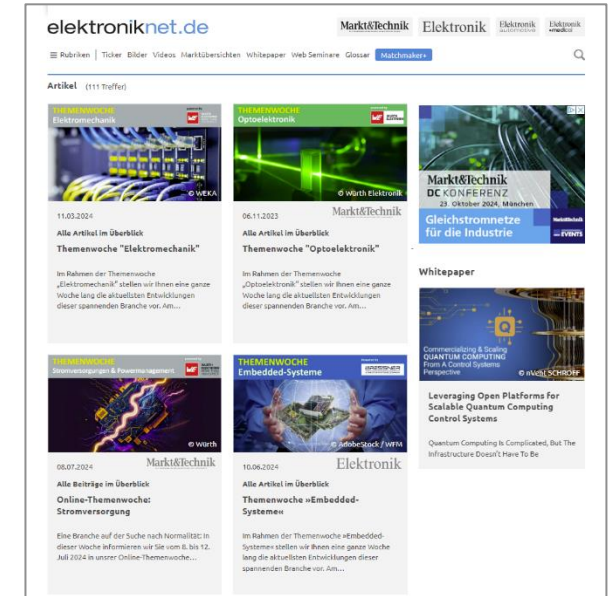 elektroniknet.de
Markt&Technik Elektronik Elektronik automotive Elektronik medical
Rubriken | Ticker Bilder Videos Marktübersichten Whitepaper Web Seminare Glossar Matchmaker+
Artikel (111 Treffer)
THEMENWOCHE
Elektromechanik
© WEKA
11.03.2024
Alle Artikel im Überblick
Themenwoche "Elektromechanik"
Im Rahmen der Themenwoche
„Elektromechanik" stellen wir Ihnen eine ganze
Woche lang die aktuellsten Entwicklungen
dieser spannenden Branche vor. Am...
THEMENWOCHE
Optoelektronik
© Würth Elektronik
06.11.2023
Markt&Technik
Alle Artikel im Überblick
Themenwoche "Optoelektronik"
Im Rahmen der Themenwoche
„Optoelektronik" stellen wir Ihnen eine ganze
Woche lang die aktuellsten Entwicklungen
dieser spannenden Branche vor. Am...
THEMENWOCHE
Stromversorgungen & Powermanagement
© Würth
08.07.2024
Markt&Technik
Alle Beiträge im Überblick
Online-Themenwoche:
Stromversorgung
Eine Branche auf der Suche nach Normalität: In
dieser Woche informieren wir Sie vom 8. bis 12.
Juli 2024 in unsrer Online-Themenwoche...
THEMENWOCHE
Embedded-Systeme
BRESSNER
© AdobeStock / WFM
10.06.2024
Elektronik
Alle Artikel im Überblick
Themenwoche »Embedded-
Systeme«
Im Rahmen der Themenwoche »Embedded-
Systeme« stellen wir Ihnen eine ganze Woche
lang die aktuellsten Entwicklungen dieser
spannenden Branche vor. Am...
Markt&Technik
DC KONFERENZ
23. Oktober 2024, München
Gleichstromnetze
für die Industrie
Markt&Technik
EVENTS
Whitepaper
Commercializing & Scaling
QUANTUM COMPUTING
From A Control Systems
Perspective
© nVent SCHROFF
Leveraging Open Platforms for
Scalable Quantum Computing
Control Systems
Quantum Computing Is Complicated, But The
Infrastructure Doesn't Have To Be